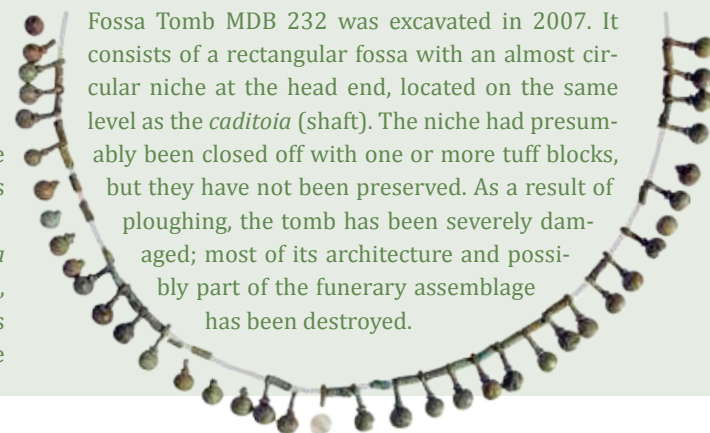 Fossa Tomb MDB 232 was excavated in 2007. It
consists of a rectangular fossa with an almost cir-
cular niche at the head end, located on the same
level as the caditoia (shaft). The niche had presum-
ably been closed off with one or more tuff blocks,
but they have not been preserved. As a result of
ploughing, the tomb has been severely dam-
aged; most of its architecture and possi-
bly part of the funerary assemblage
has been destroyed.